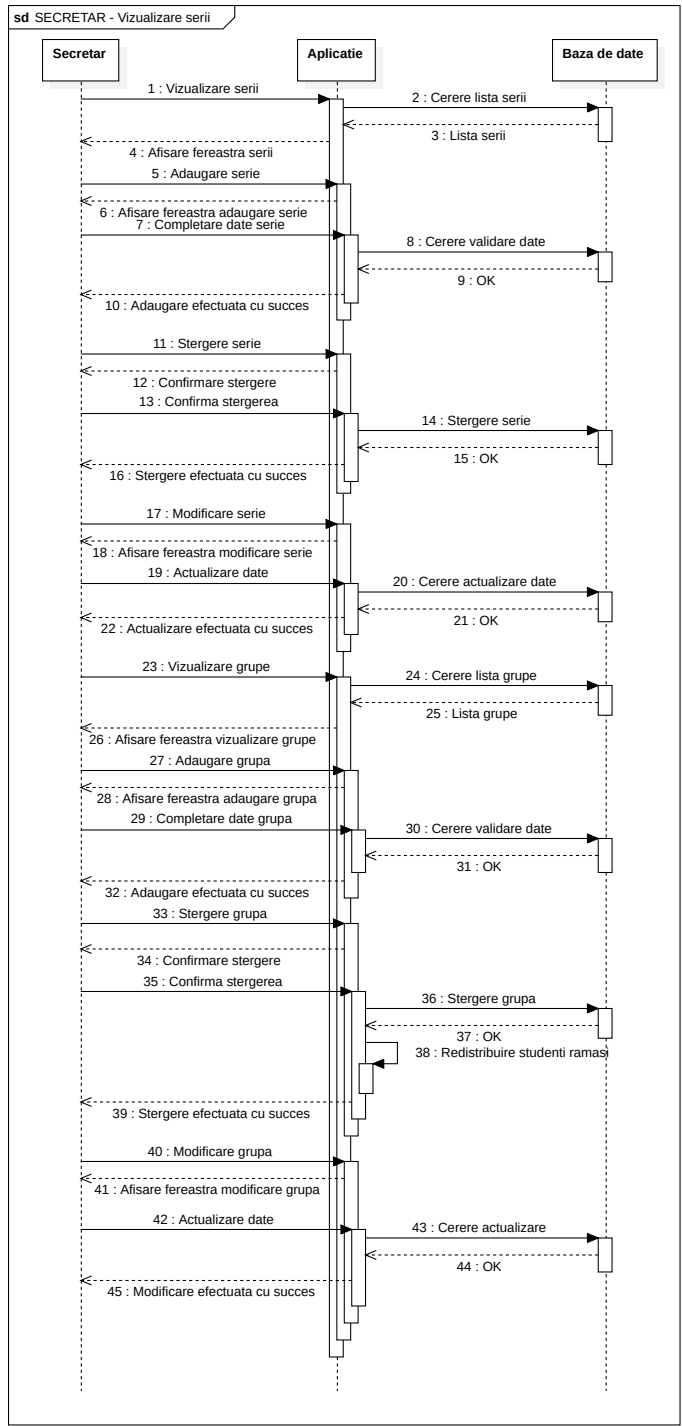 sd SECRETAR - Vizualizare serii
Secretar
Aplicatie
Baza de date
1 : Vizualizare serii
2 : Cerere lista serii
3 : Lista serii
4 : Afisare fereastra serii
5 : Adaugare serie
6 : Afisare fereastra adaugare serie
7 : Completare date serie
8 : Cerere validare date
9 : OK
10 : Adaugare efectuata cu succes
11 : Stergere serie
12 : Confirmare stergere
13 : Confirma stergerea
14 : Stergere serie
15 : OK
16 : Stergere efectuata cu succes
17 : Modificare serie
18 : Afisare fereastra modificare serie
19 : Actualizare date
20 : Cerere actualizare date
21 : OK
22 : Actualizare efectuata cu succes
23 : Vizualizare grupe
24 : Cerere lista grupe
25 : Lista grupe
26 : Afisare fereastra vizualizare grupe
27 : Adaugare grupa
28 : Afisare fereastra adaugare grupa
29 : Completare date grupa
30 : Cerere validare date
31 : OK
32 : Adaugare efectuata cu succes
33 : Stergere grupa
34 : Confirmare stergere
35 : Confirma stergerea
36 : Stergere grupa
37 : OK
38 : Redistribuire studenti ramasi
39 : Stergere efectuata cu succes
40 : Modificare grupa
41 : Afisare fereastra modificare grupa
42 : Actualizare date
43 : Cerere actualizare
44 : OK
45 : Modificare efectuata cu succes